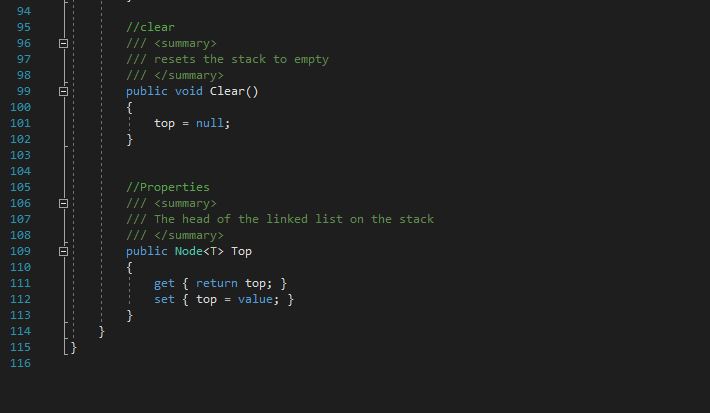 94
95 //clear
96 /// <summary>
97 /// resets the stack to empty
98 /// </summary>
99 public void Clear()
100 {
101 top = null;
102 }
103
104
105 //Properties
106 /// <summary>
107 /// The head of the linked list on the stack
108 /// </summary>
109 public Node<T> Top
110 {
111 get { return top; }
112 set { top = value; }
113 }
114 }
115 }
116